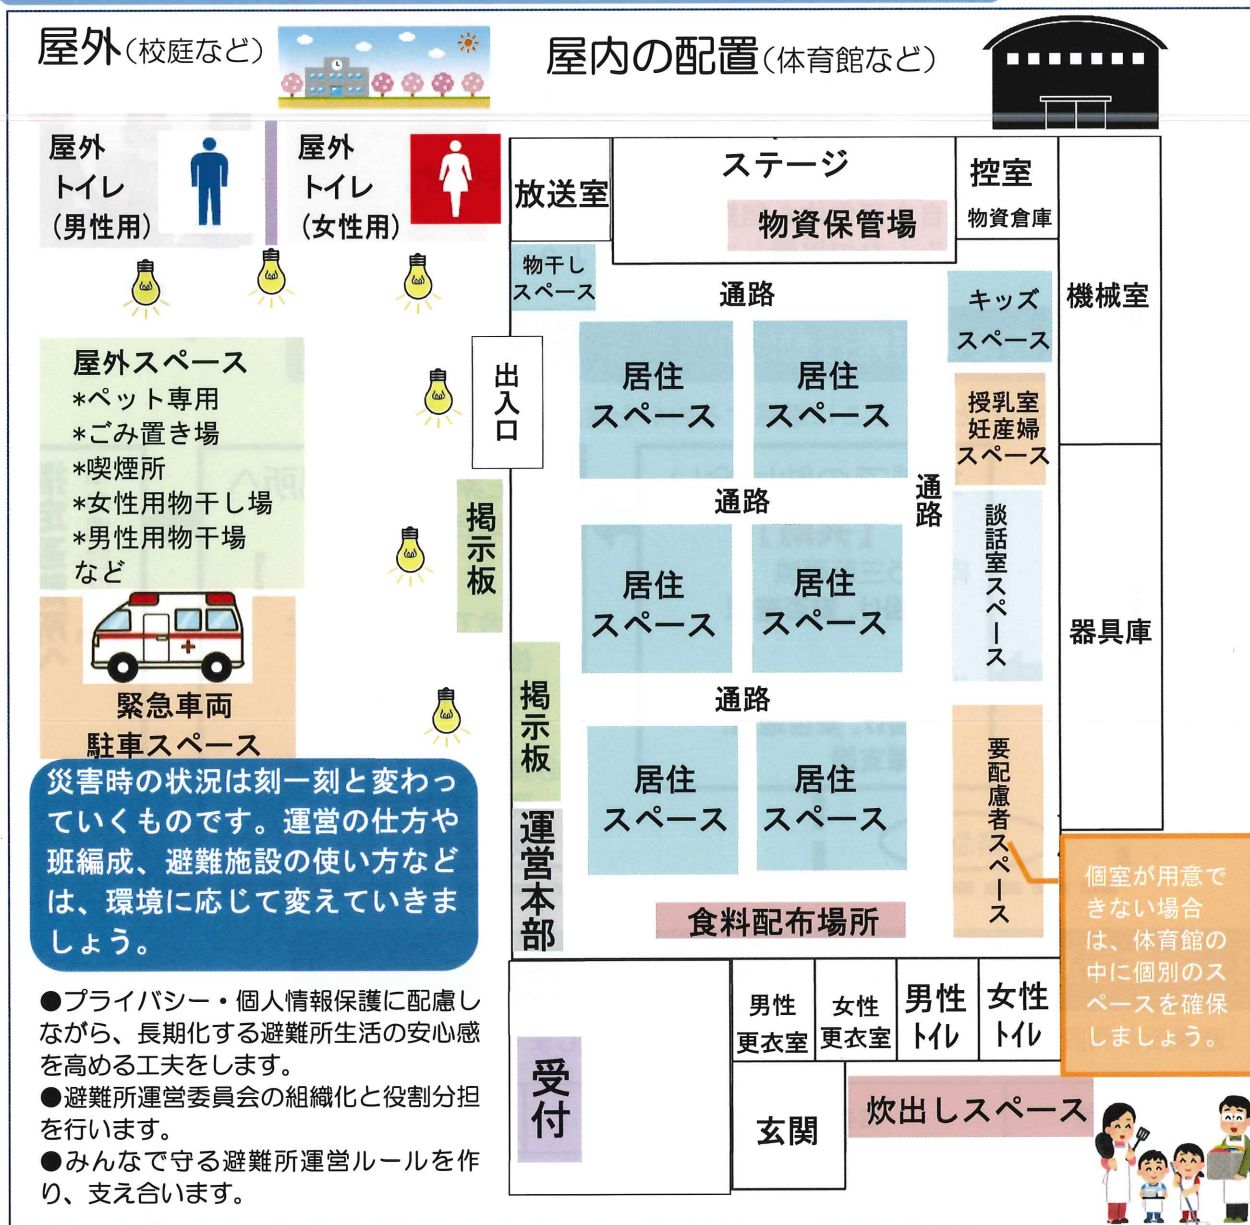 屋外(校庭など)
屋内の配置(体育館など)
屋外
トイレ
(男性用)
屋外
トイレ
(女性用)
放送室
ステージ
物資保管場
控室
物資倉庫
機械室
物干し
スペース
通路
キッズ
スペース
屋外スペース
*ペット専用
*ごみ置き場
*喫煙所
*女性用物干し場
*男性用物干場
など
出入口
居住
スペース
居住
スペース
授乳室
妊産婦
スペース
掲示板
通路
通路
談話室スペース
居住
スペース
居住
スペース
器具庫
緊急車両
駐車スペース
掲示板
通路
要配慮者スペース
居住
スペース
居住
スペース
災害時の状況は刻一刻と変わっ
ていくものです。運営の仕方や
班編成、避難施設の使い方など
は、環境に応じて変えていきま
しょう。
運営本部
食料配布場所
個室が用意で
きない場合
は、体育館の
中に個別のス
ペースを確保
しましょう。
●プライバシー・個人情報保護に配慮し
ながら、長期化する避難所生活の安心感
を高める工夫をします。
●避難所運営委員会の組織化と役割分担
を行います。
●みんなで守る避難所運営ルールを作
り、支え合います。
受付
男性
更衣室
女性
更衣室
男性
トイレ
女性
トイレ
玄関
炊出しスペース